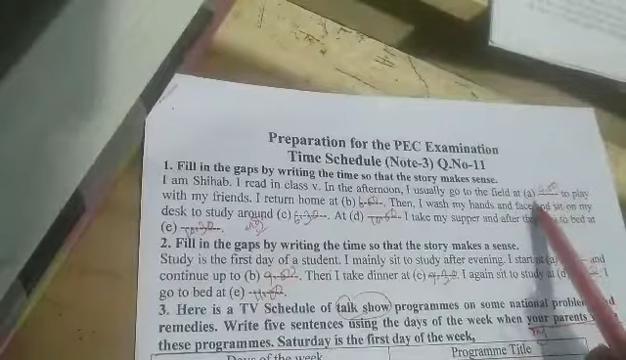 Preparation for the PEC Examination
Time Schedule (Note-3) Q.No-11
1. Fill in the gaps by writing the time so that the story makes sense.
I am Shihab. I read in class v. In the afternoon, I usually go to the field at (a) to play
with my friends. I return home at (b) Then, I wash my hands and face and sit on my
desk to study around (c) 6-30. At (d) I take my supper and after to bed at
(e)
2. Fill in the gaps by writing the time so that the story makes a sense.
Study is the first day of a student. I mainly sit to study after evening. I start and
continue up to (b) Then I take dinner at (c) I again sit to study at (d) I
go to bed at (e)
3. Here is a TV Schedule of talk show programmes on some national
remedies. Write five sentences using the days of the week when your parents
these programmes. Saturday is the first day of the week,
Days of the week Programme Title